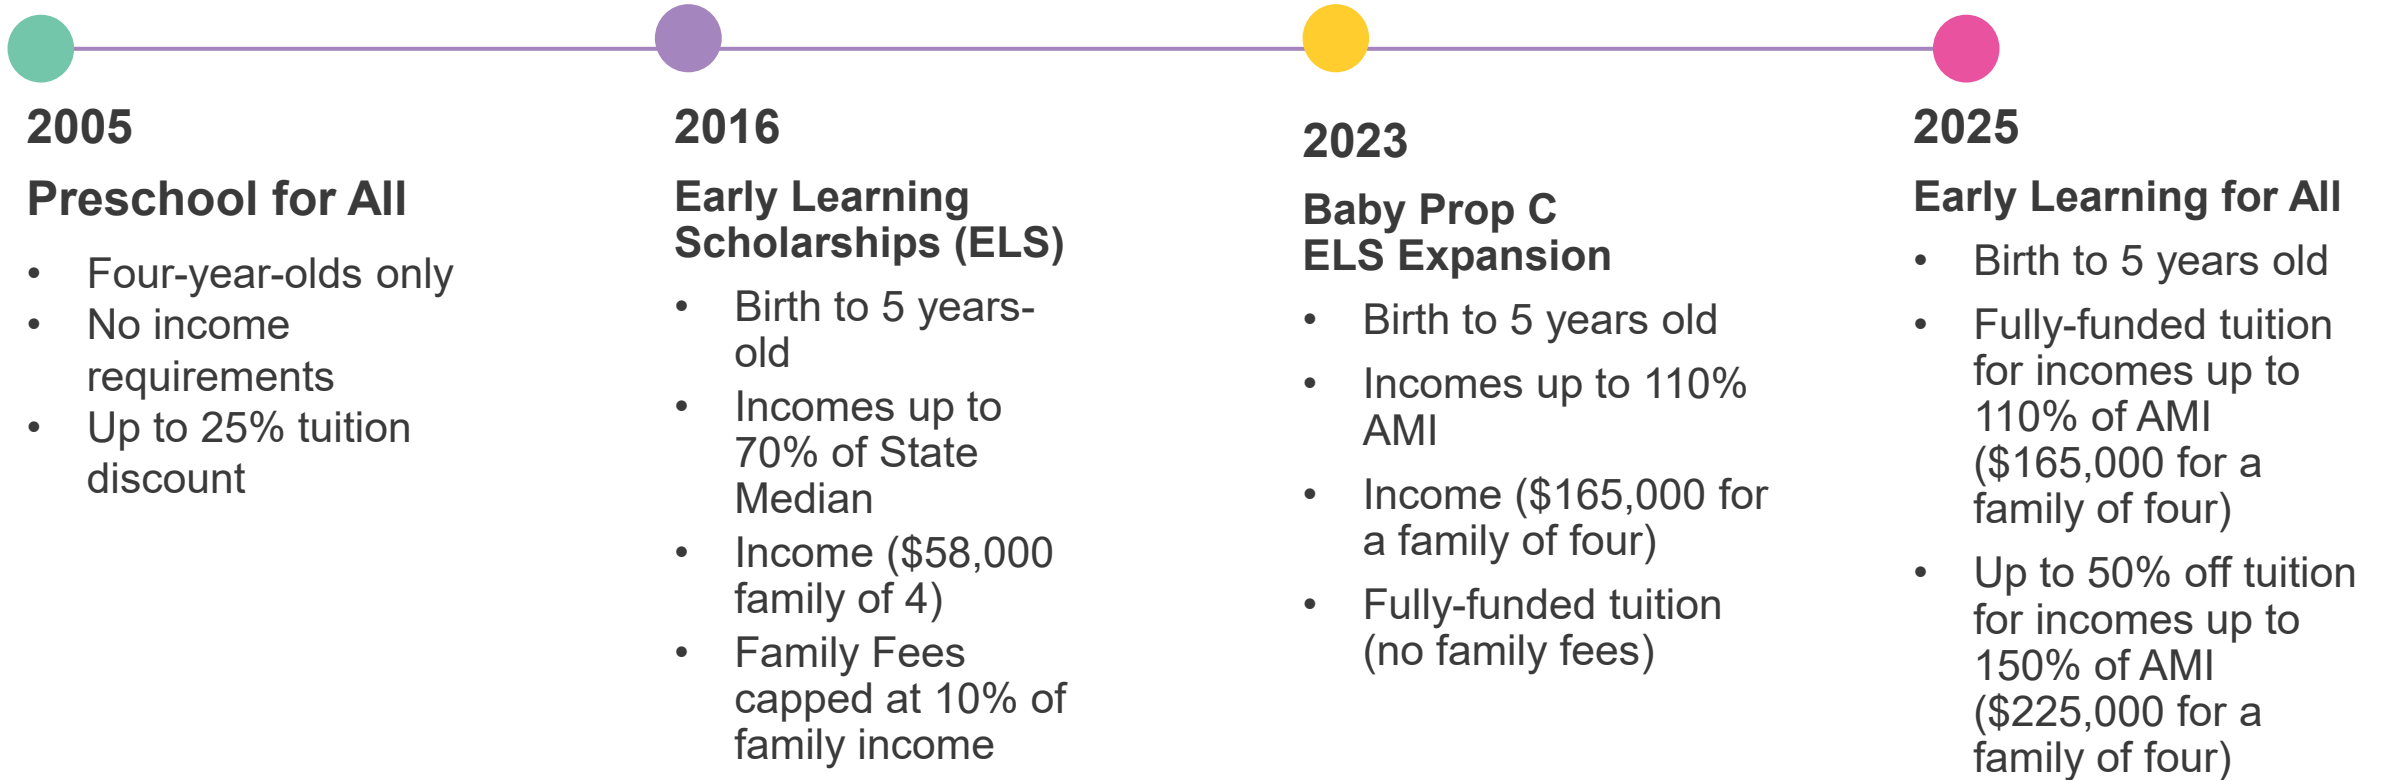 2005
Preschool for All
• Four-year-olds only
• No income
requirements
• Up to 25% tuition
discount
2016
Early Learning
Scholarships (ELS)
• Birth to 5 years-
old
• Incomes up to
70% of State
Median
• Income ($58,000
family of 4)
• Family Fees
capped at 10% of
family income
2023
Baby Prop C
ELS Expansion
• Birth to 5 years old
• Incomes up to 110%
AMI
• Income ($165,000 for
a family of four)
• Fully-funded tuition
(no family fees)
2025
Early Learning for All
• Birth to 5 years old
• Fully-funded tuition
for incomes up to
110% of AMI
($165,000 for a
family of four)
• Up to 50% off tuition
for incomes up to
150% of AMI
($225,000 for a
family of four)